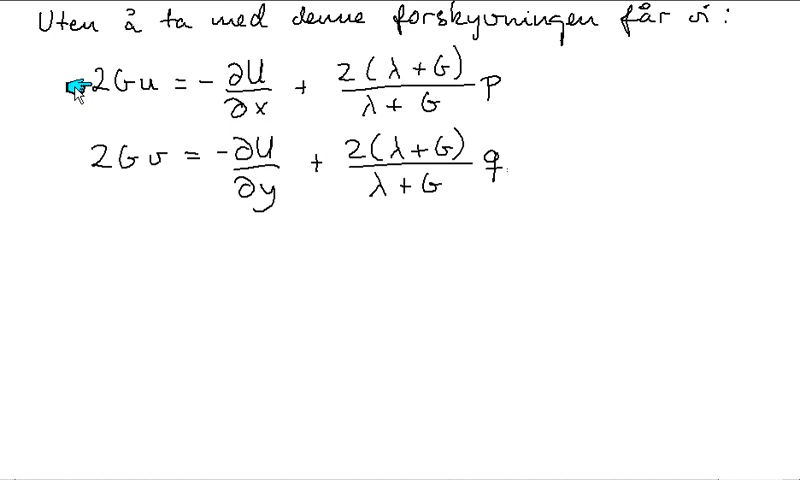 Uten å ta med denne forskyvningen får vi :
2Gu = - ∂U/∂x + 2(λ+G)/(λ+G) p
2Gv = - ∂U/∂y + 2(λ+G)/(λ+G) q